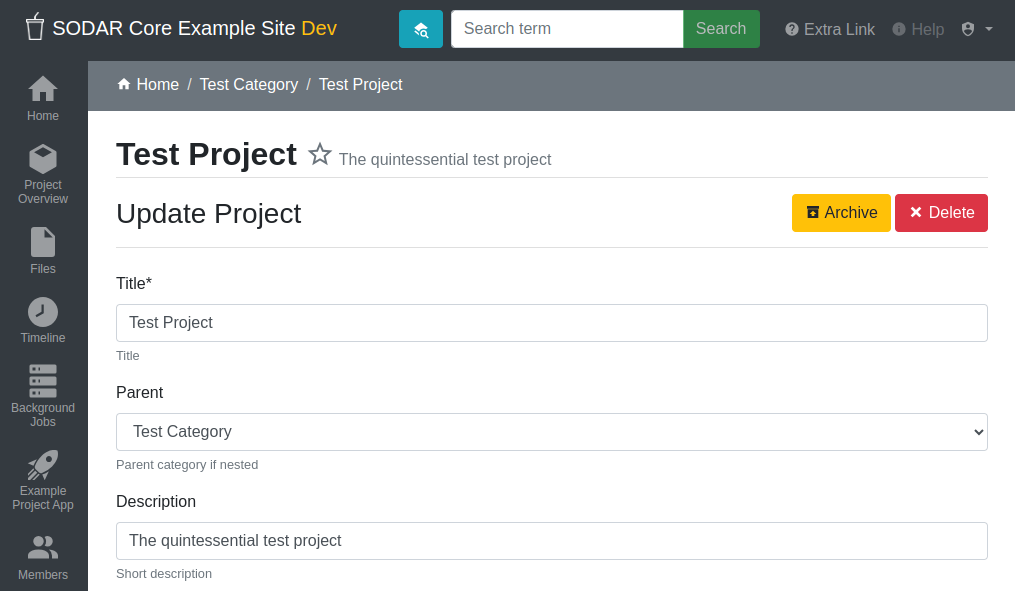 SODAR Core Example Site Dev
Search term
Search
Extra Link
Help
Home / Test Category / Test Project
Home
Project
Overview
Files
Timeline
Background
Jobs
Example
Project App
Members
Test Project The quintessential test project
Update Project
Archive
Delete
Title*
Test Project
Title
Parent
Test Category
Parent category if nested
Description
The quintessential test project
Short description